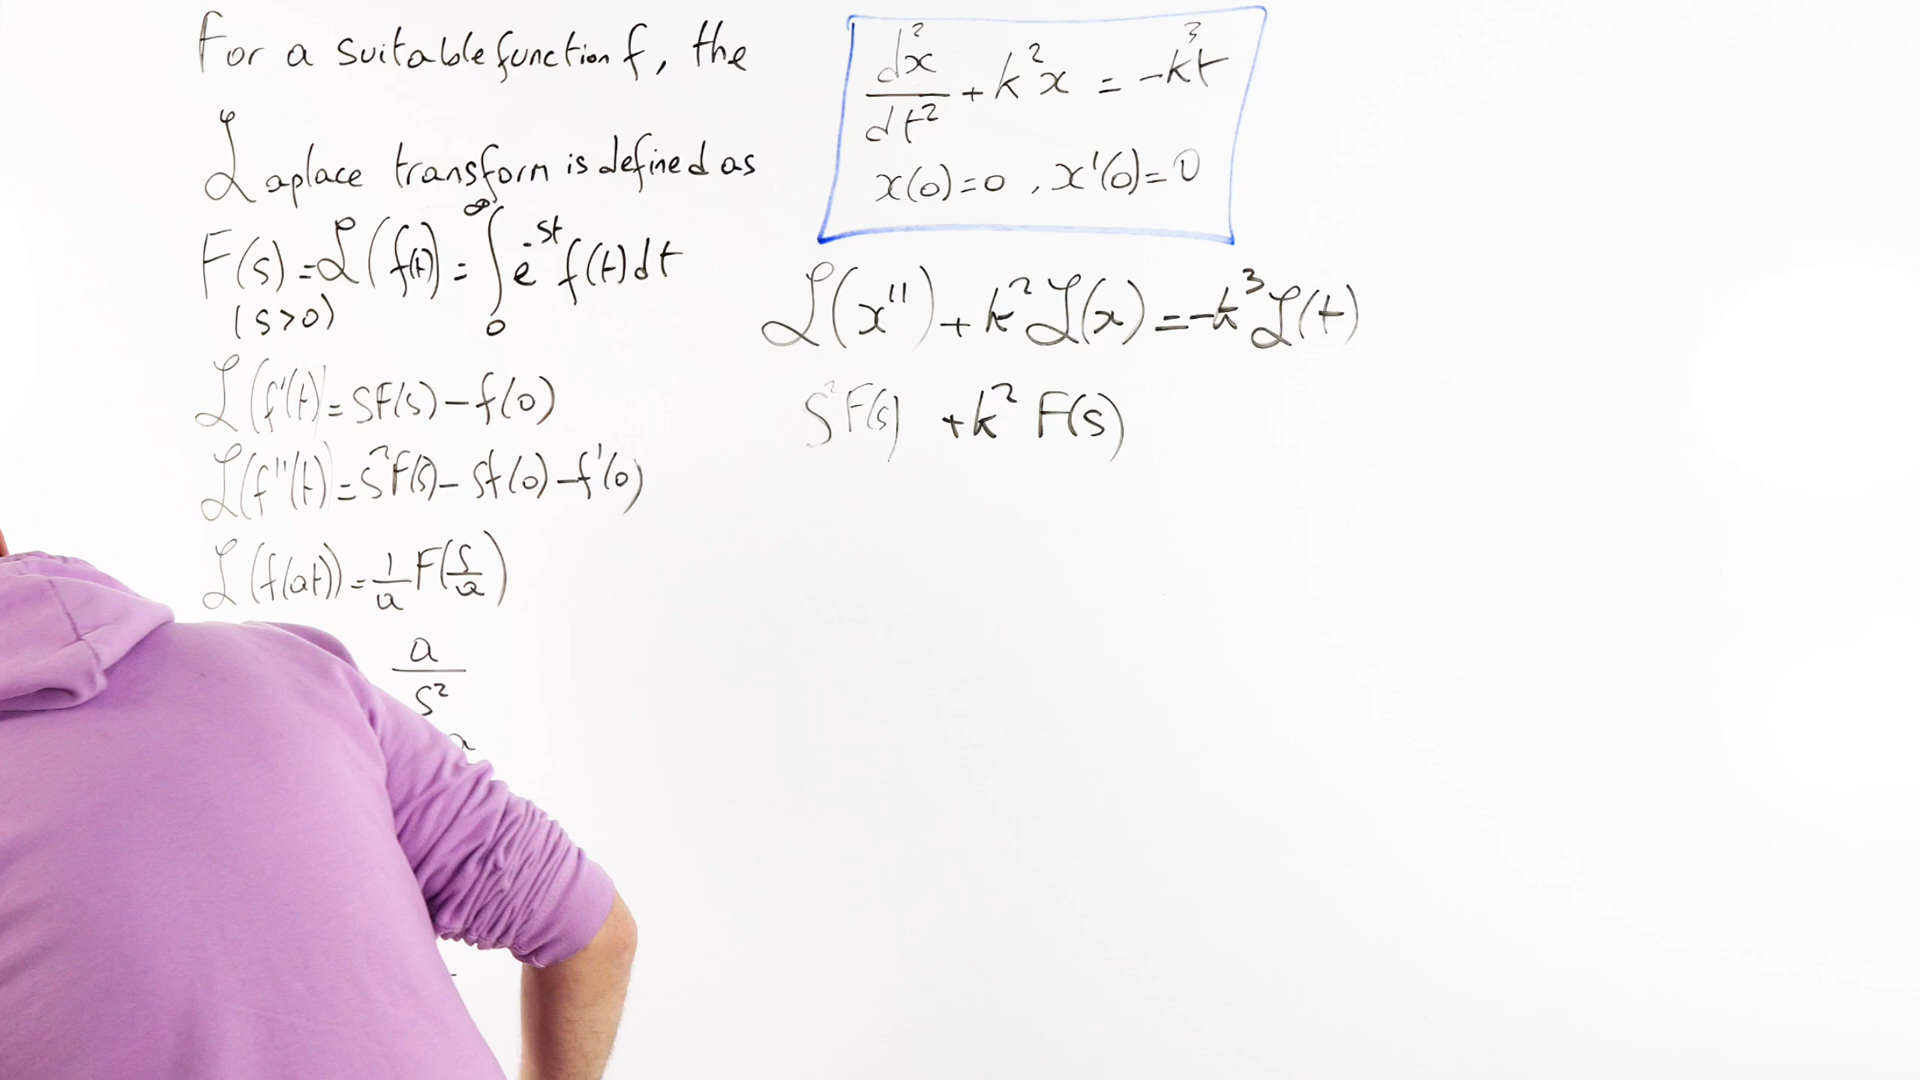 For a suitable function f, the
Laplace transform is defined as
F(s) = ℒ(f(t) = ∫₀^∞ e^-st f(t) dt
(s>0)
ℒ(f'(t) = SF(s) - f(0)
ℒ(f''(t) = S²F(s) - Sf(0) - f'(0)
ℒ(f(at)) = 1/a F(s/a)
a/s²
a
d²x/dt² + k²x = -k³t
x(0)=0 , x'(0)=0
ℒ(x'') + k²ℒ(x) = -k³ℒ(t)
S²F(s) + k² F(s)